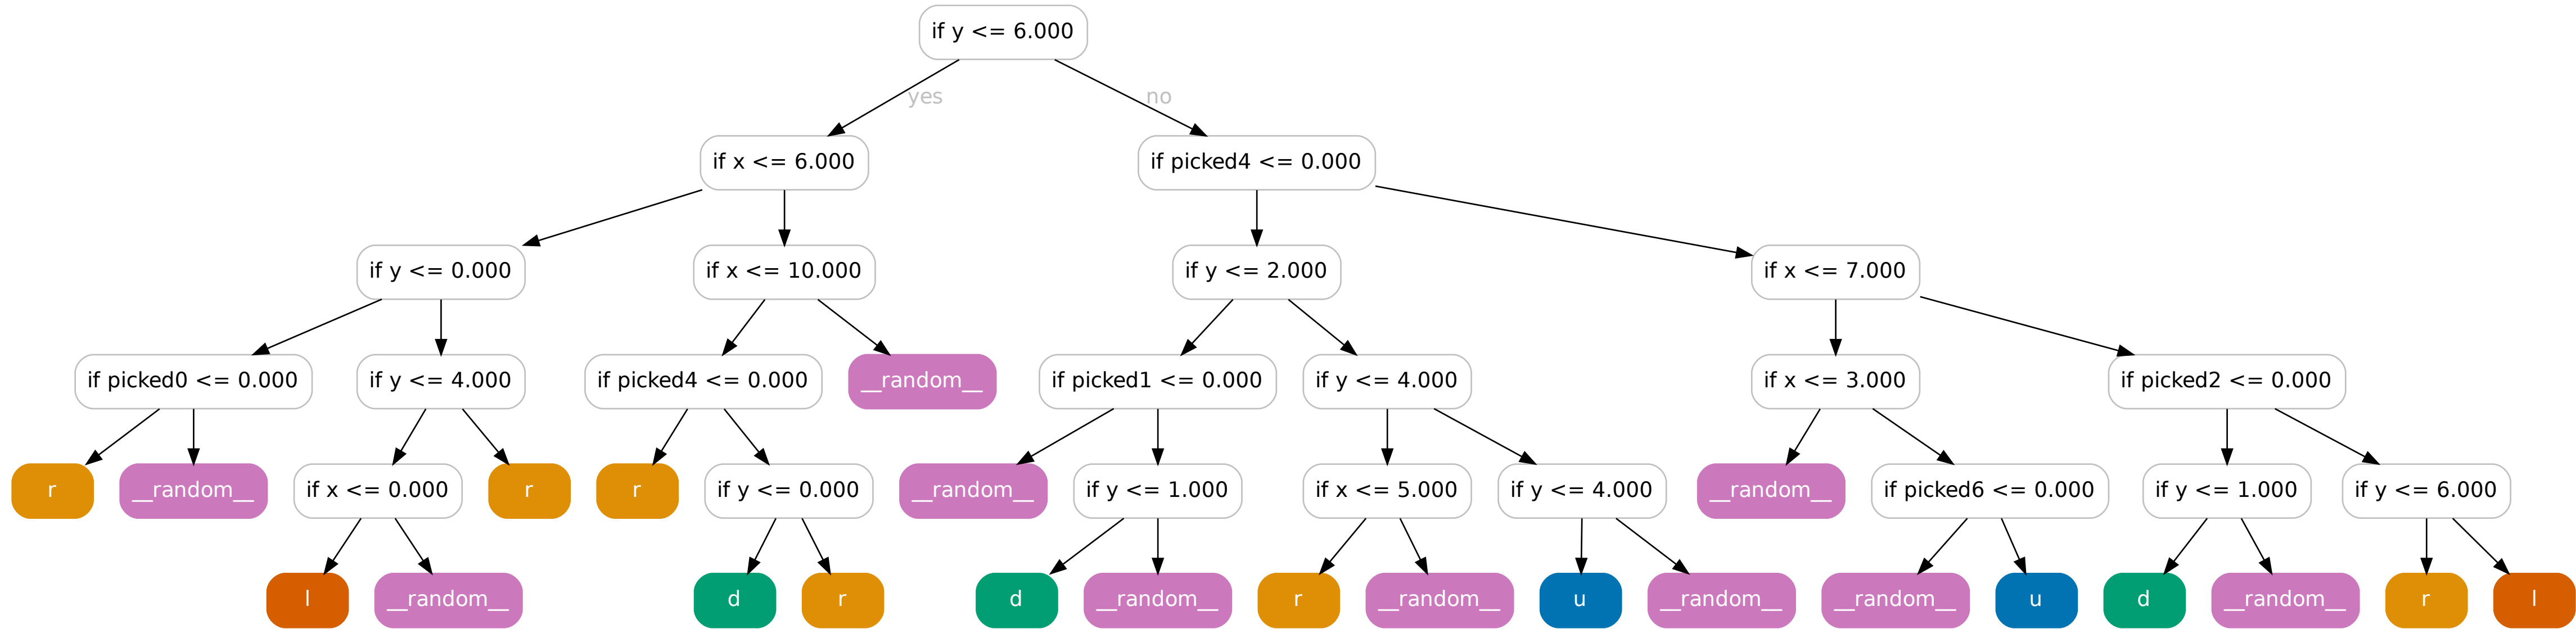 if y <= 6.000
yes
no
if x <= 6.000
if picked4 <= 0.000
if y <= 0.000
if x <= 10.000
if y <= 2.000
if x <= 7.000
if picked0 <= 0.000
if y <= 4.000
if picked4 <= 0.000
__random__
if picked1 <= 0.000
if y <= 4.000
if x <= 3.000
if picked2 <= 0.000
r
__random__
if x <= 0.000
r
r
if y <= 0.000
__random__
if y <= 1.000
if x <= 5.000
if y <= 4.000
__random__
if picked6 <= 0.000
if y <= 1.000
if y <= 6.000
l
__random__
d
r
d
__random__
r
__random__
u
__random__
__random__
u
d
__random__
r
l